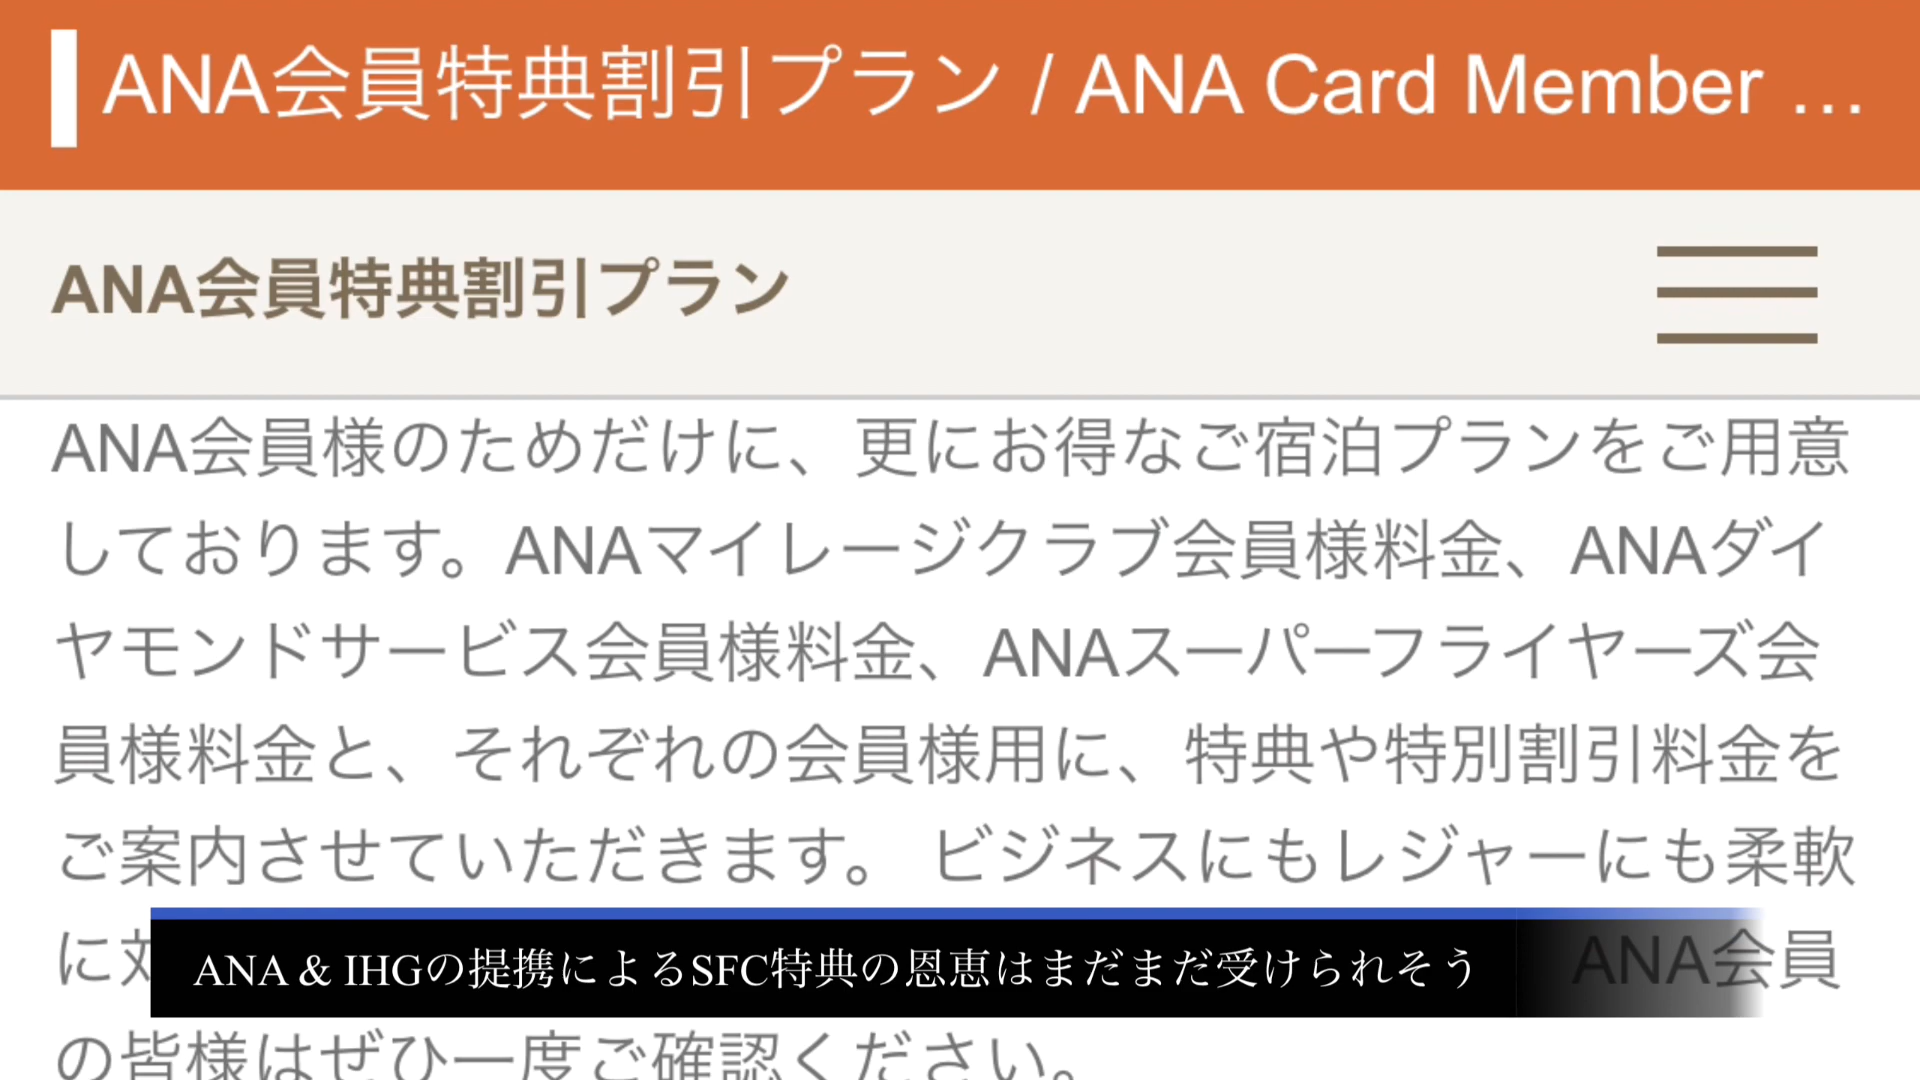 ANA会員特典割引プラン / ANA Card Member …
ANA会員特典割引プラン
ANA会員様のためだけに、更にお得なご宿泊プランをご用意
しております。ANAマイレージクラブ会員様料金、ANAダイ
ヤモンドサービス会員様料金、ANAスーパーフライヤーズ会
員様料金と、それぞれの会員様用に、特典や特別割引料金を
ご案内させていただきます。 ビジネスにもレジャーにも柔軟
に対 ANA会員
ANA & IHGの提携によるSFC特典の恩恵はまだまだ受けられそう
の皆様はぜひ一度ご確認ください。